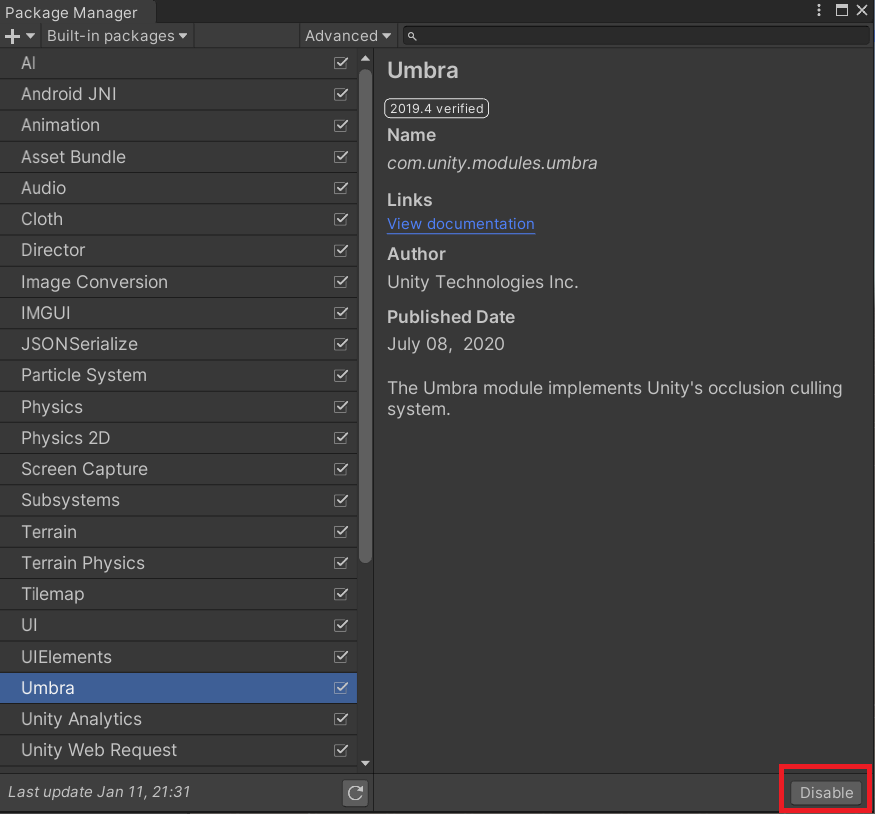 Package Manager
Built-in packages
Advanced
AI
Android JNI
Animation
Asset Bundle
Audio
Cloth
Director
Image Conversion
IMGUI
JSONSerialize
Particle System
Physics
Physics 2D
Screen Capture
Subsystems
Terrain
Terrain Physics
Tilemap
UI
UIElements
Umbra
Unity Analytics
Unity Web Request
Last update Jan 11, 21:31
Umbra
2019.4 verified
Name
com.unity.modules.umbra
Links
View documentation
Author
Unity Technologies Inc.
Published Date
July 08,  2020
The Umbra module implements Unity's occlusion culling
system.
Disable